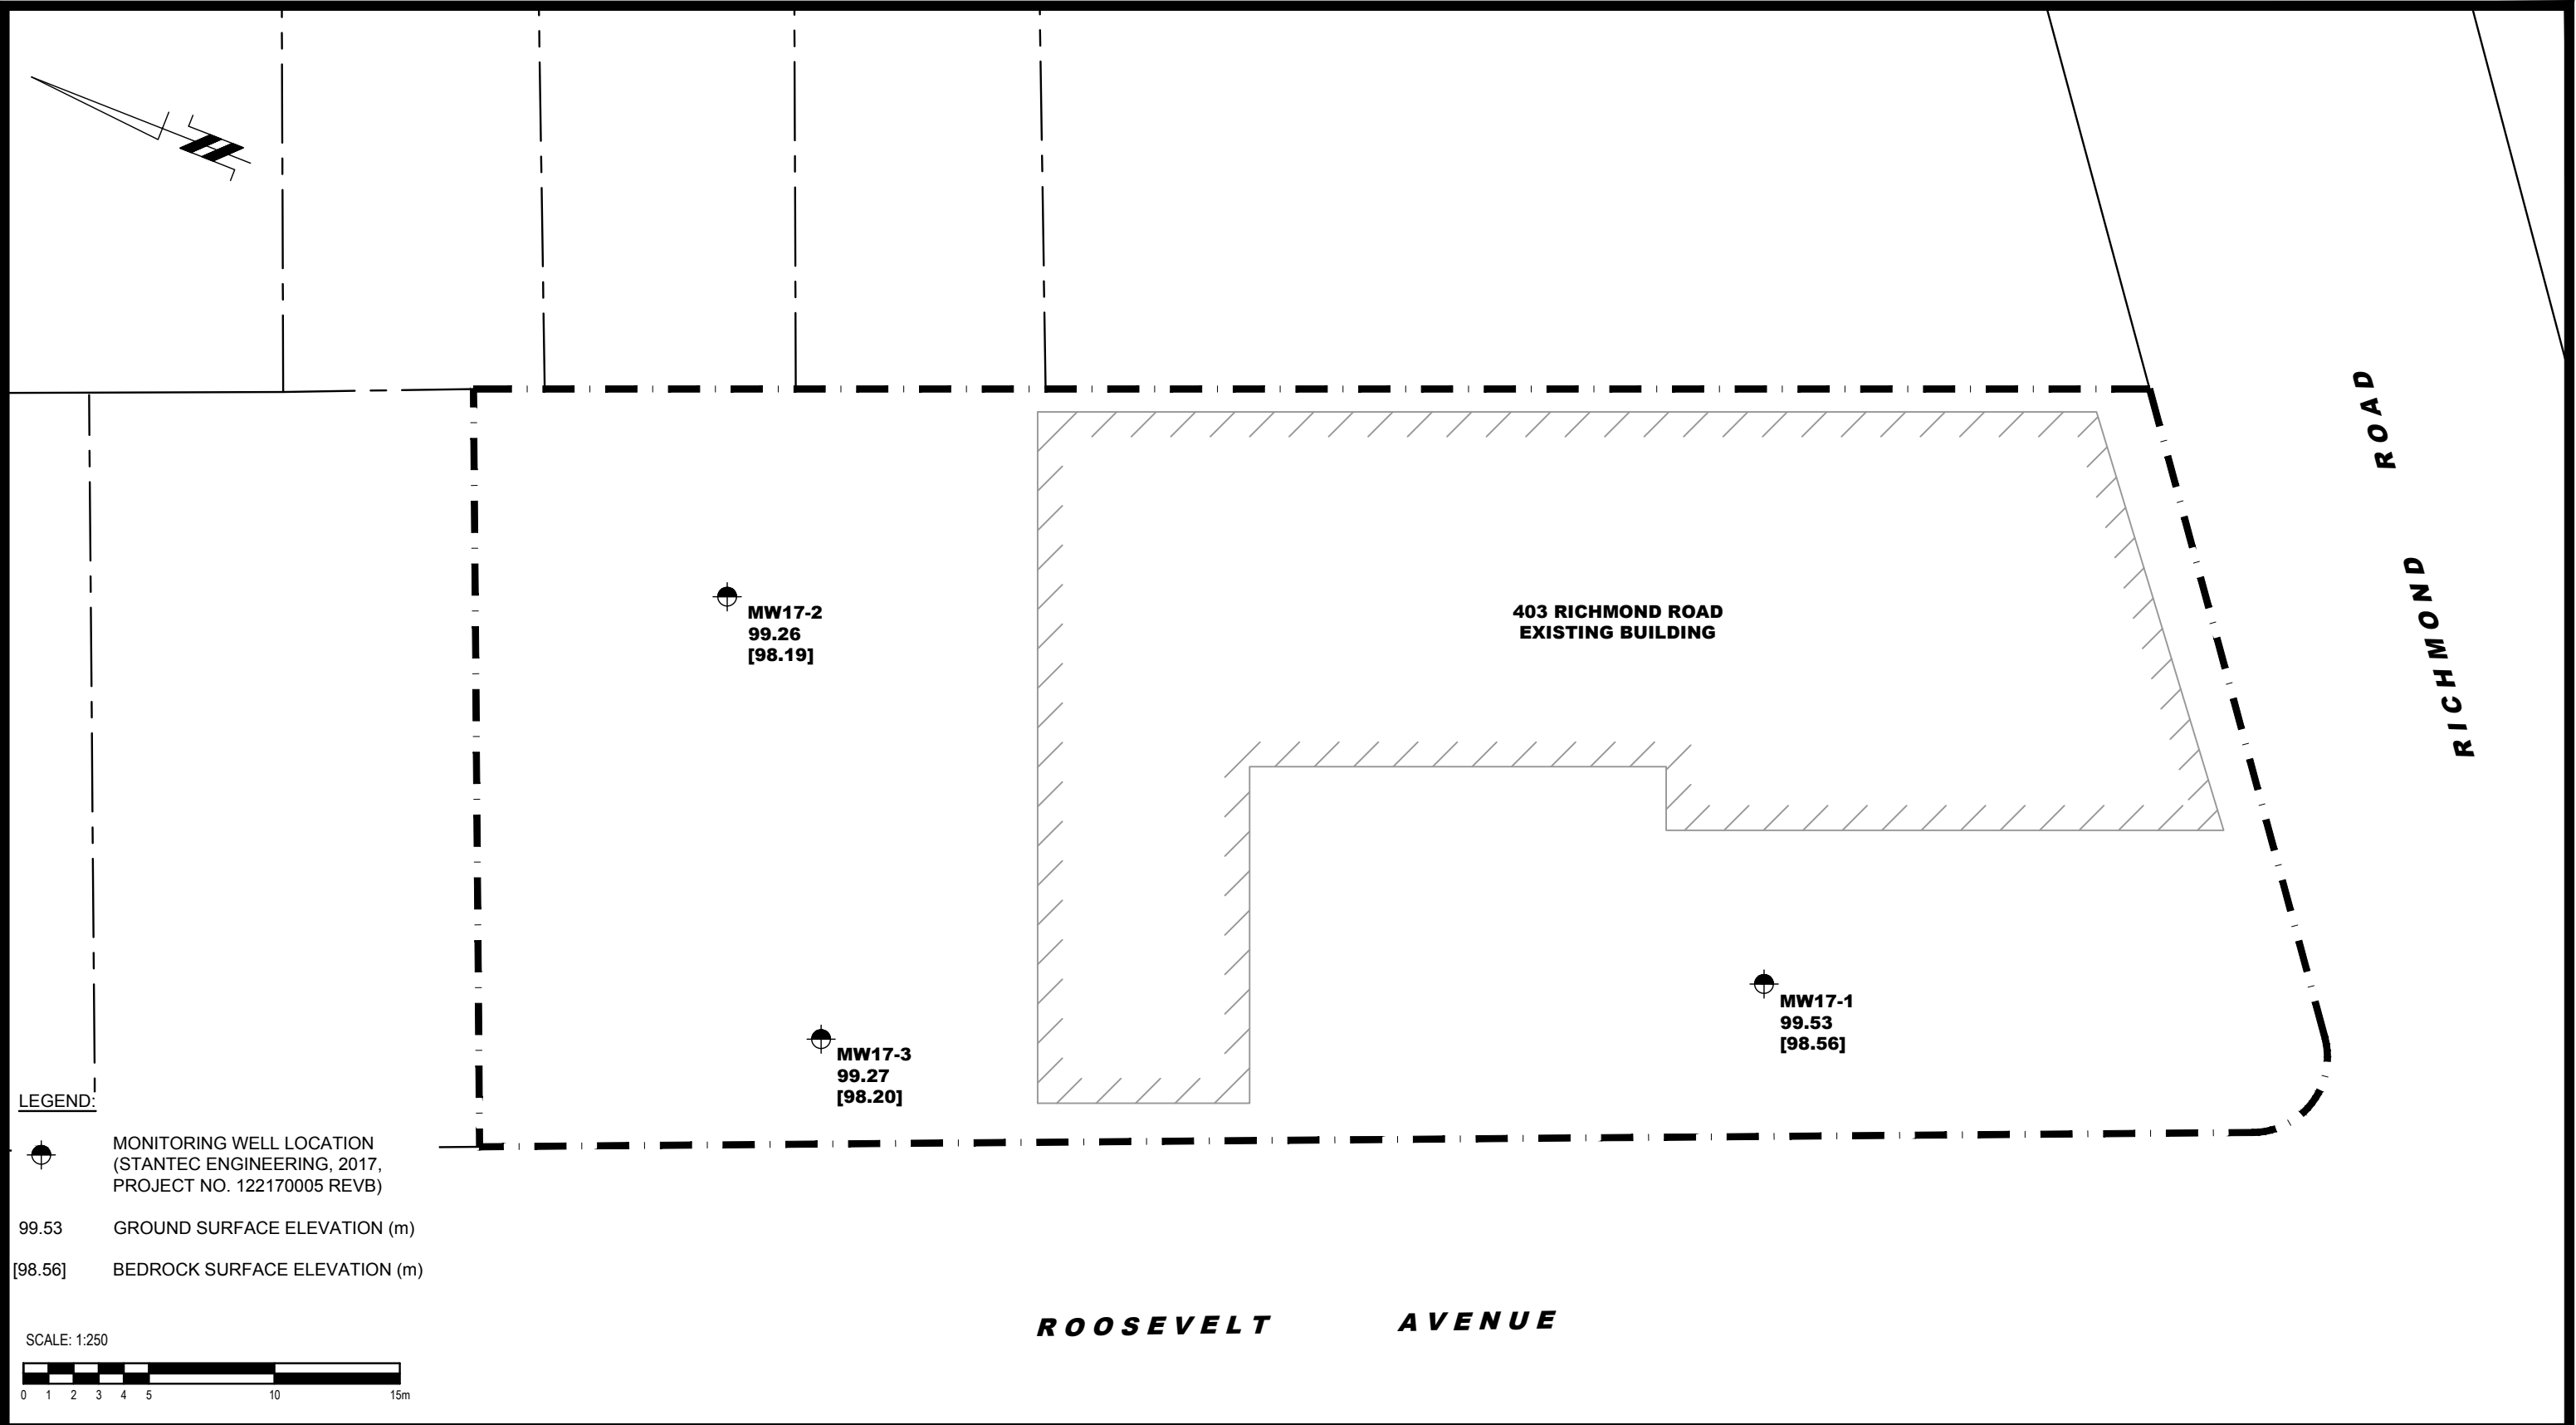 ROAD
RICHMOND
MW17-2
99.26
[98.19]
403 RICHMOND ROAD
EXISTING BUILDING
MW17-1
99.53
[98.56]
MW17-3
99.27
[98.20]
LEGEND:
MONITORING WELL LOCATION
(STANTEC ENGINEERING, 2017,
PROJECT NO. 122170005 REVB)
99.53 GROUND SURFACE ELEVATION (m)
[98.56] BEDROCK SURFACE ELEVATION (m)
ROOSEVELT AVENUE
SCALE: 1:250
0 1 2 3 4 5 10 15m